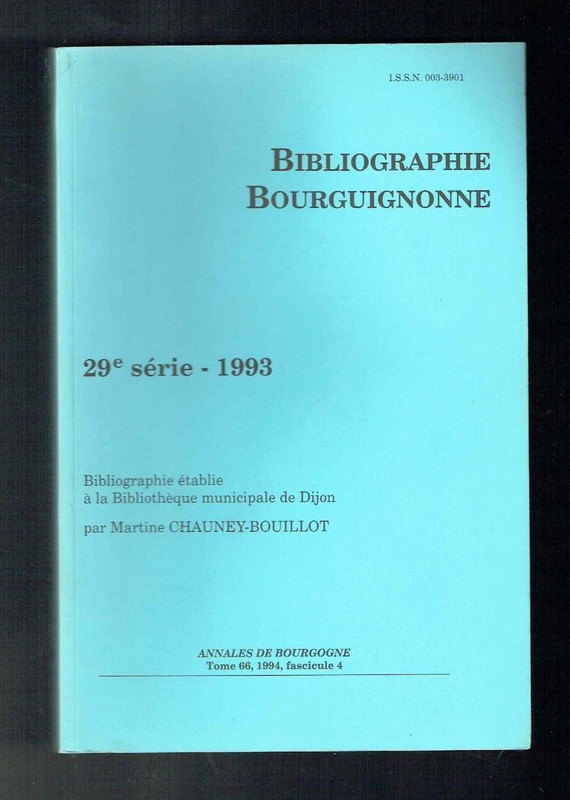 I.S.S.N. 003-3901
BIBLIOGRAPHIE
BOURGUIGNONNE
29e série - 1993
Bibliographie établie
à la Bibliothèque municipale de Dijon
par Martine CHAUNEY-BOUILLOT
ANNALES DE BOURGOGNE
Tome 66, 1994, fascicule 4